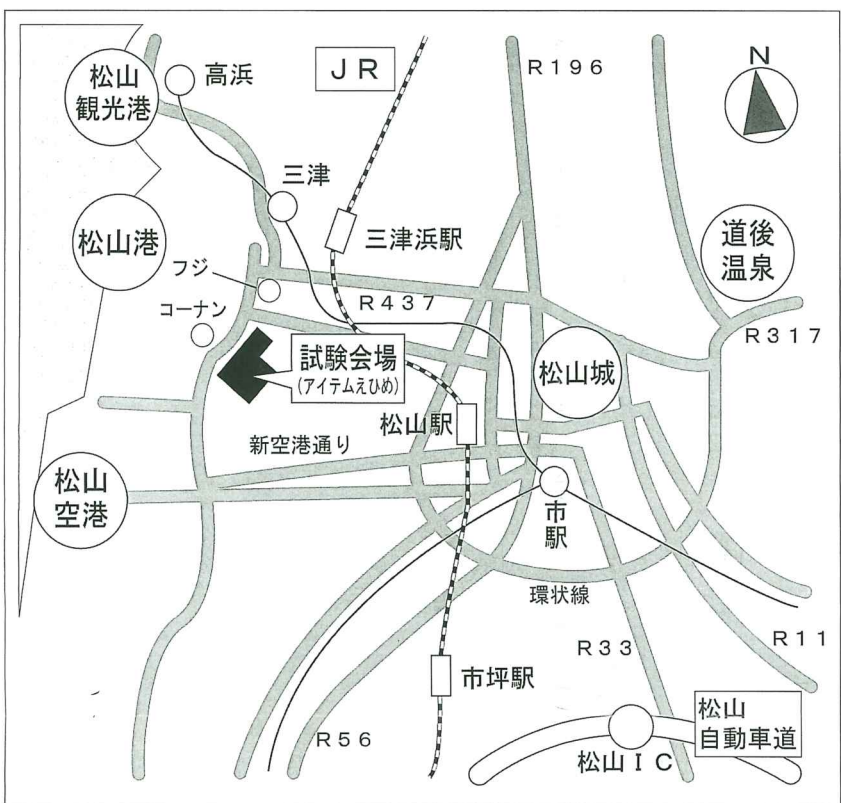 松山
観光港
高浜
ＪＲ
Ｒ１９６
Ｎ
三津
松山港
三津浜駅
道後
温泉
フジ
コーナン
Ｒ４３７
Ｒ３１７
試験会場
(アイテムえひめ)
松山城
松山駅
新空港通り
松山
空港
市
駅
環状線
Ｒ３３
Ｒ１１
市坪駅
Ｒ５６
松山
自動車道
松山ＩＣ